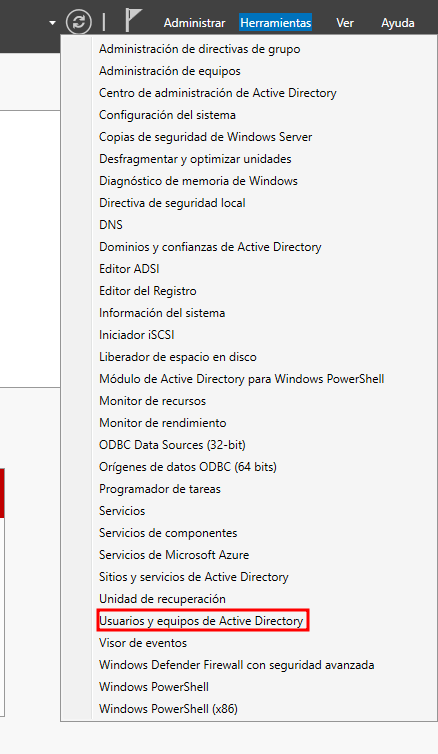 Administrar Herramientas Ver Ayuda
Administración de directivas de grupo
Administración de equipos
Centro de administración de Active Directory
Configuración del sistema
Copias de seguridad de Windows Server
Desfragmentar y optimizar unidades
Diagnóstico de memoria de Windows
Directiva de seguridad local
DNS
Dominios y confianzas de Active Directory
Editor ADSI
Editor del Registro
Información del sistema
Iniciador iSCSI
Liberador de espacio en disco
Módulo de Active Directory para Windows PowerShell
Monitor de recursos
Monitor de rendimiento
ODBC Data Sources (32-bit)
Orígenes de datos ODBC (64 bits)
Programador de tareas
Servicios
Servicios de componentes
Servicios de Microsoft Azure
Sitios y servicios de Active Directory
Unidad de recuperación
Usuarios y equipos de Active Directory
Visor de eventos
Windows Defender Firewall con seguridad avanzada
Windows PowerShell
Windows PowerShell (x86)